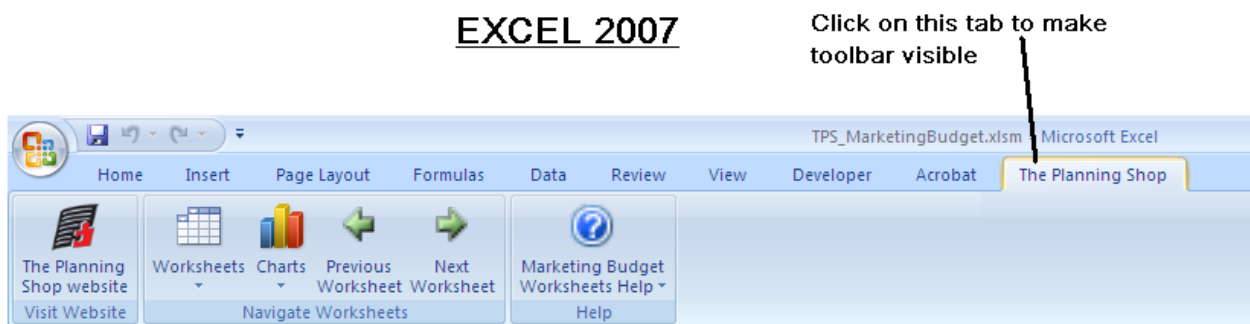 EXCEL 2007
Click on this tab to make
toolbar visible
TPS_MarketingBudget.xlsm - Microsoft Excel
Home Insert Page Layout Formulas Data Review View Developer Acrobat The Planning Shop
The Planning
Shop website
Worksheets
Charts
Previous
Worksheet
Next
Worksheet
Marketing Budget
Worksheets Help
Visit Website
Navigate Worksheets
Help